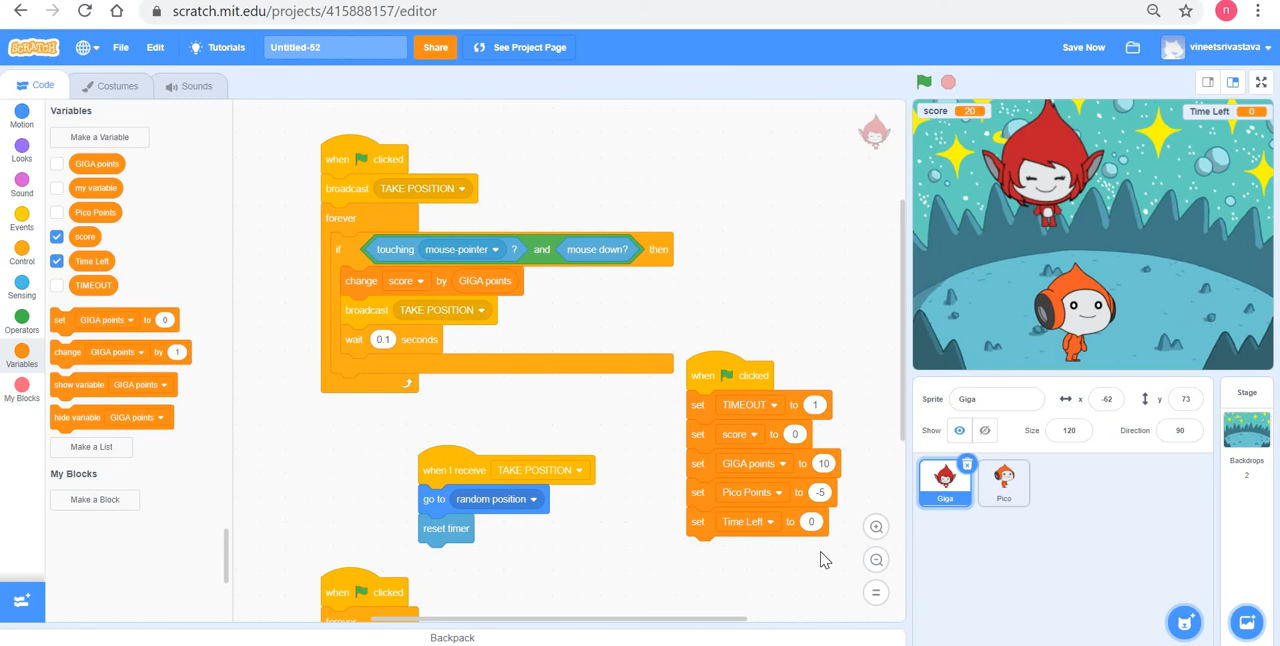 scratch.mit.edu/projects/415888157/editor
n
SCRATCH
File
Edit
Tutorials
Untitled-52
Share
See Project Page
Save Now
vineetsrivastava
Code
Costumes
Sounds
Motion
Looks
Sound
Events
Control
Sensing
Operators
Variables
My Blocks
Variables
Make a Variable
GIGA points
my variable
Pico Points
score
Time Left
TIMEOUT
set GIGA points to 0
change GIGA points by 1
show variable GIGA points
hide variable GIGA points
Make a List
My Blocks
Make a Block
when clicked
broadcast TAKE POSITION
forever
if touching mouse-pointer ? and mouse down? then
change score by GIGA points
broadcast TAKE POSITION
wait 0.1 seconds
when I receive TAKE POSITION
go to random position
reset timer
when clicked
forever
when clicked
set TIMEOUT to 1
set score to 0
set GIGA points to 10
set Pico Points to -5
set Time Left to 0
Backpack
score 20
Time Left 0
Sprite Giga x -62 y 73
Show Size 120 Direction 90
Giga
Pico
Stage
Backdrops
2